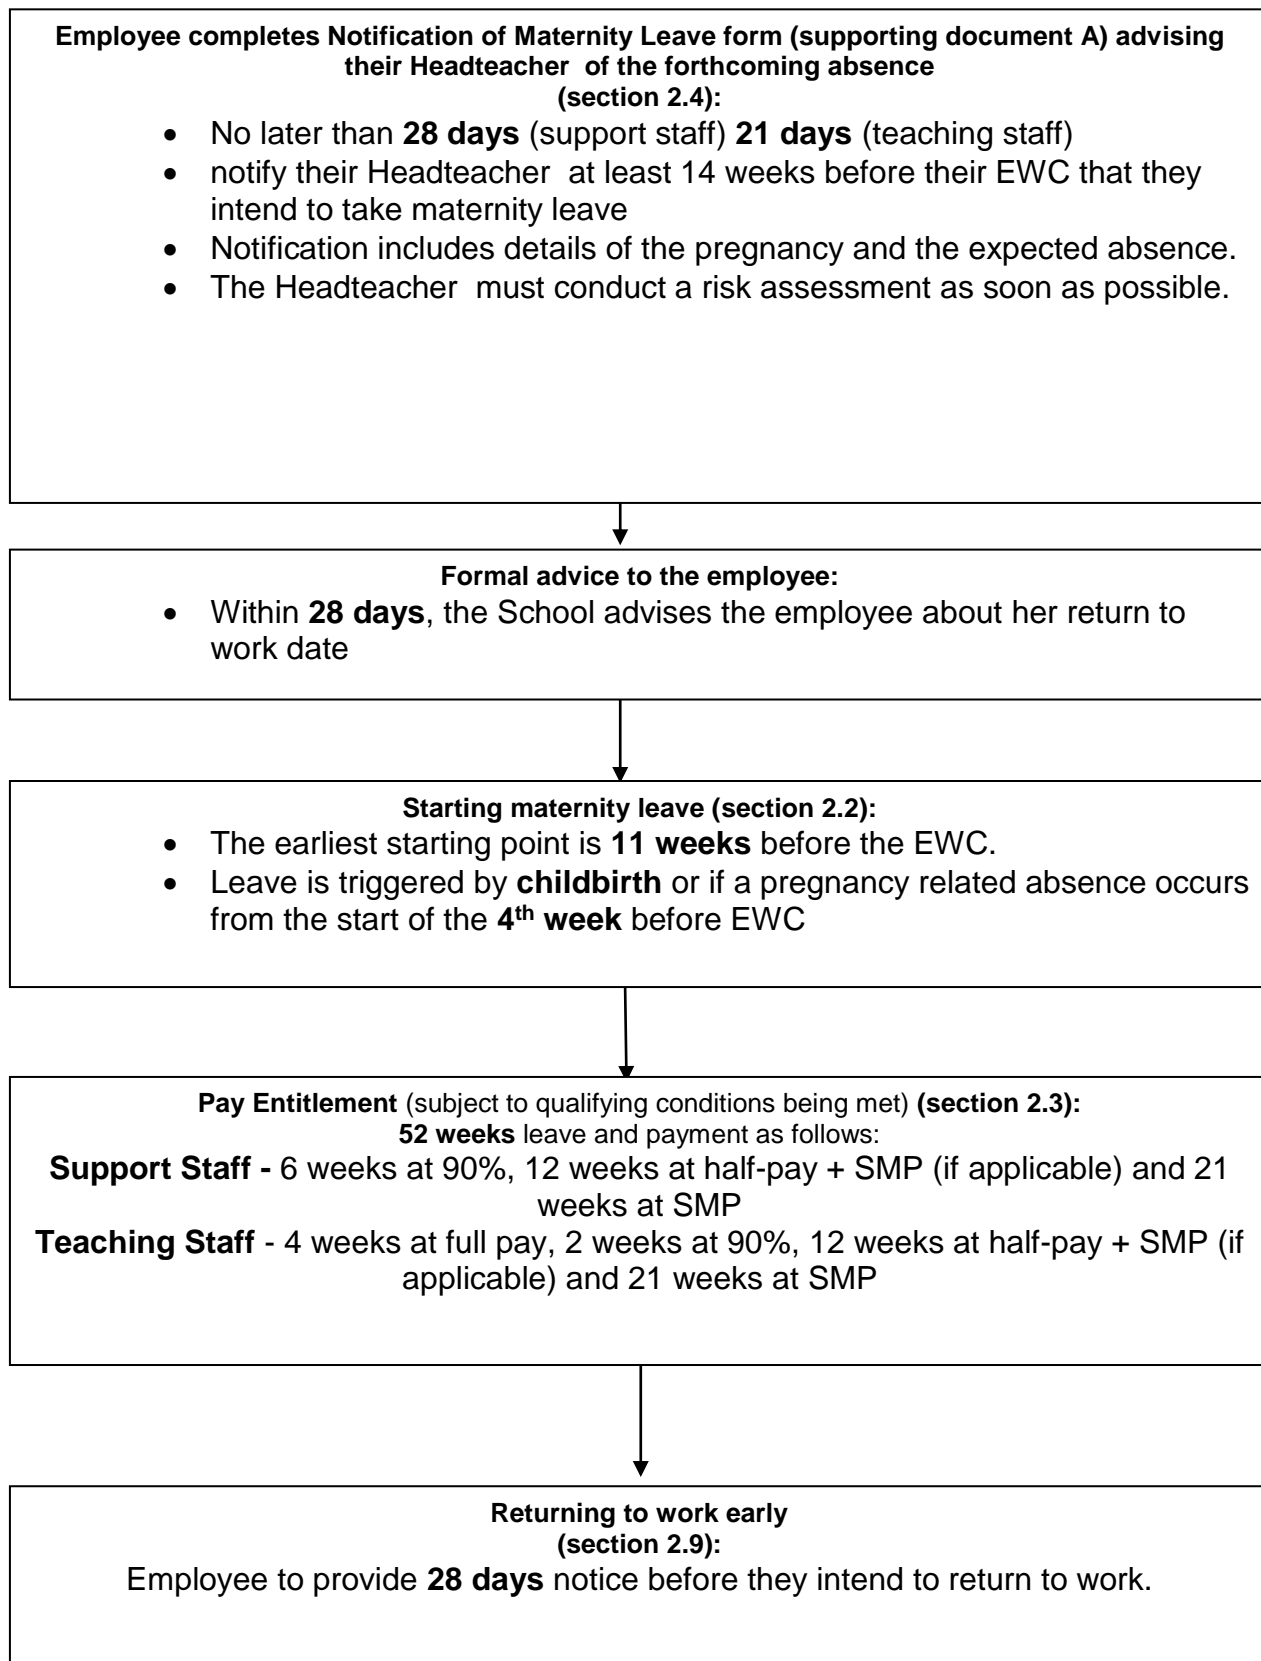 Employee completes Notification of Maternity Leave form (supporting document A) advising
their Headteacher of the forthcoming absence
(section 2.4):
• No later than 28 days (support staff) 21 days (teaching staff)
• notify their Headteacher at least 14 weeks before their EWC that they
intend to take maternity leave
• Notification includes details of the pregnancy and the expected absence.
• The Headteacher must conduct a risk assessment as soon as possible.
Formal advice to the employee:
• Within 28 days, the School advises the employee about her return to
work date
Starting maternity leave (section 2.2):
• The earliest starting point is 11 weeks before the EWC.
• Leave is triggered by childbirth or if a pregnancy related absence occurs
from the start of the 4th week before EWC
Pay Entitlement (subject to qualifying conditions being met) (section 2.3):
52 weeks leave and payment as follows:
Support Staff - 6 weeks at 90%, 12 weeks at half-pay + SMP (if applicable) and 21
weeks at SMP
Teaching Staff - 4 weeks at full pay, 2 weeks at 90%, 12 weeks at half-pay + SMP (if
applicable) and 21 weeks at SMP
Returning to work early
(section 2.9):
Employee to provide 28 days notice before they intend to return to work.